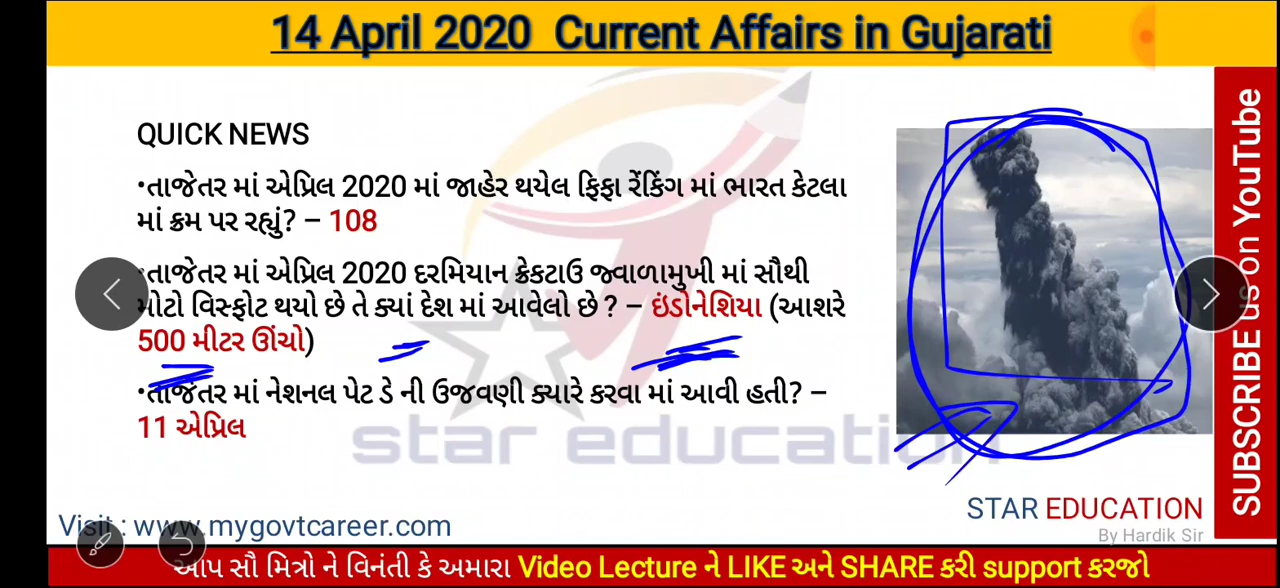 14 April 2020 Current Affairs in Gujarati
QUICK NEWS
•તાજેતર માં એપ્રિલ 2020 માં જાહેર થયેલ ફિફા રેંકિંગ માં ભારત કેટલા
માં ક્રમ પર રહ્યું? – 108
•તાજેતર માં એપ્રિલ 2020 દરમિયાન ક્રેકટાઉ જ્વાળામુખી માં સૌથી
મોટો વિસ્ફોટ થયો છે તે ક્યાં દેશ માં આવેલો છે ? – ઇંડોનેશિયા (આશરે
500 મીટર ઊંચો)
•તાજેતર માં નેશનલ પેટ ડે ની ઉજવણી ક્યારે કરવા માં આવી હતી? –
11 એપ્રિલ
star education
STAR EDUCATION
By Hardik Sir
Visit : www.mygovtcareer.com
આપ સૌ મિત્રો ને વિનંતી કે અમારા Video Lecture ને LIKE અને SHARE કરી support કરજો
SUBSCRIBE us on YouTube